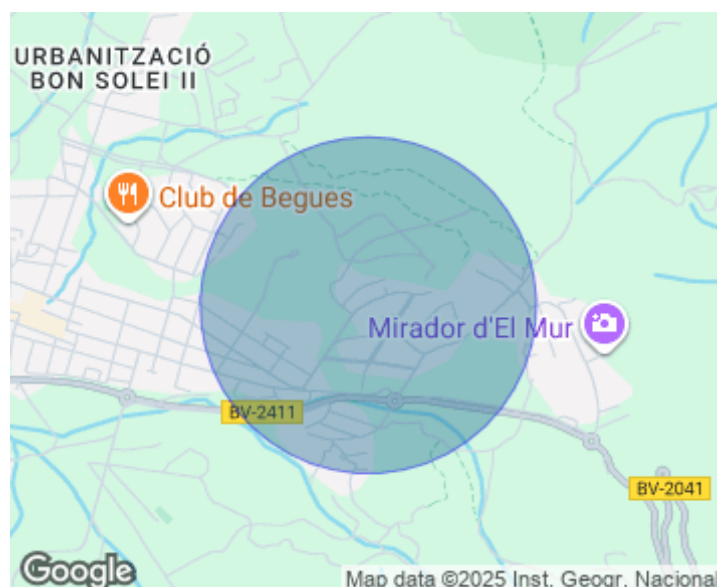 URBANITZACIÓ
BON SOLEI II
Club de Begues
Mirador d'El Mur
BV-2411
BV-2041
Google
Map data ©2025 Inst. Geogr. Nacional